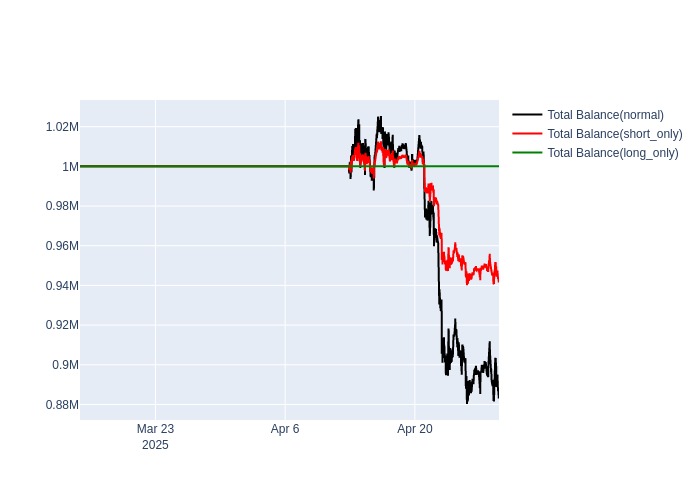 Total Balance(normal)
Total Balance(short_only)
Total Balance(long_only)
1.02M
1M
0.98M
0.96M
0.94M
0.92M
0.9M
0.88M
Mar 23
2025
Apr 6
Apr 20